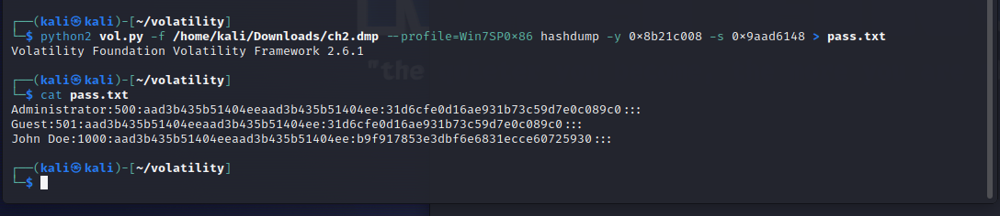 ┌──(kali㉿kali)-[~/volatility]
└─$ python2 vol.py -f /home/kali/Downloads/ch2.dmp --profile=Win7SP0x86 hashdump -y 0x8b21c008 -s 0x9aad6148 > pass.txt
Volatility Foundation Volatility Framework 2.6.1
"the
┌──(kali㉿kali)-[~/volatility]
└─$ cat pass.txt
Administrator:500:aad3b435b51404eeaad3b435b51404ee:31d6cfe0d16ae931b73c59d7e0c089c0:::
Guest:501:aad3b435b51404eeaad3b435b51404ee:31d6cfe0d16ae931b73c59d7e0c089c0:::
John Doe:1000:aad3b435b51404eeaad3b435b51404ee:b9f917853e3dbf6e6831ecce60725930:::
┌──(kali㉿kali)-[~/volatility]
└─$